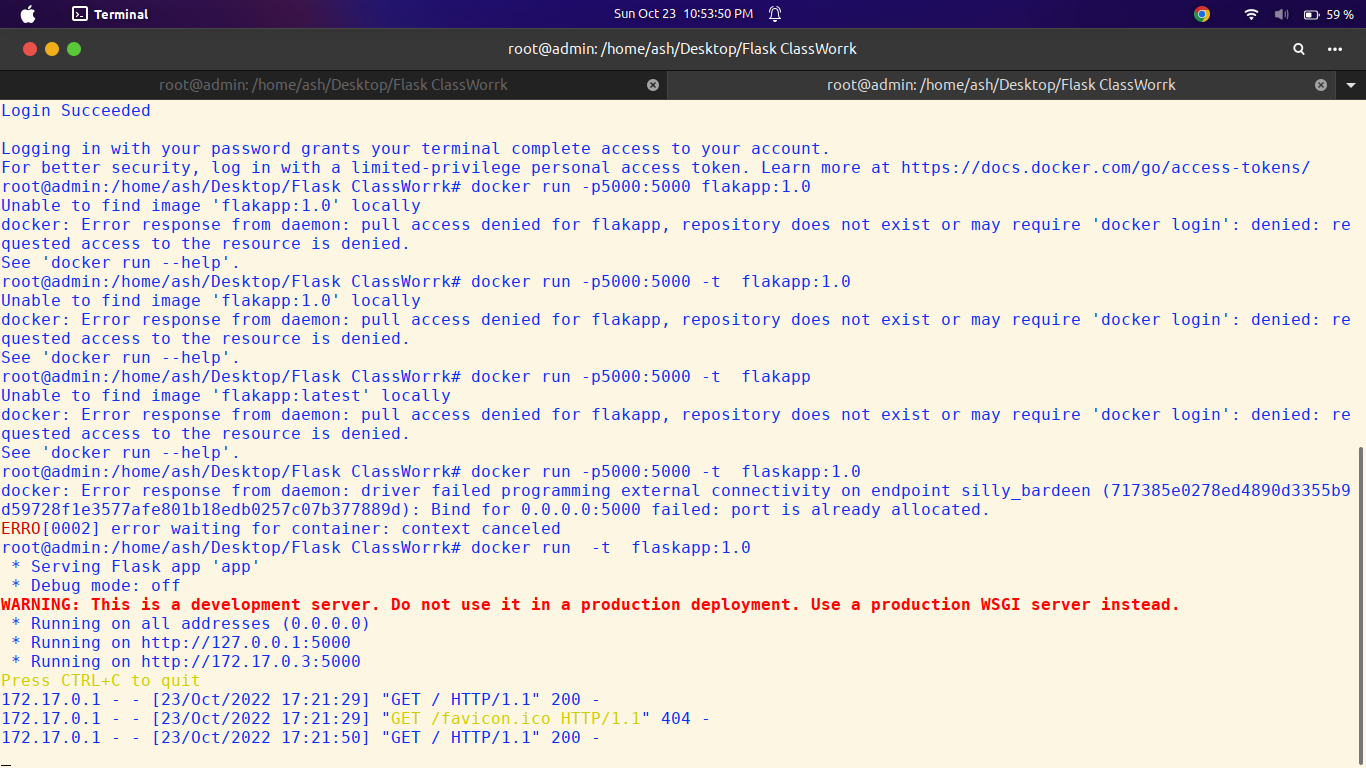 Terminal
Sun Oct 23 10:53:50 PM
59 %
root@admin: /home/ash/Desktop/Flask ClassWorrk
root@admin: /home/ash/Desktop/Flask ClassWorrk
root@admin: /home/ash/Desktop/Flask ClassWorrk
Login Succeeded
Logging in with your password grants your terminal complete access to your account.
For better security, log in with a limited-privilege personal access token. Learn more at https://docs.docker.com/go/access-tokens/
root@admin:/home/ash/Desktop/Flask ClassWorrk# docker run -p5000:5000 flakapp:1.0
Unable to find image 'flakapp:1.0' locally
docker: Error response from daemon: pull access denied for flakapp, repository does not exist or may require 'docker login': denied: re
quested access to the resource is denied.
See 'docker run --help'.
root@admin:/home/ash/Desktop/Flask ClassWorrk# docker run -p5000:5000 -t  flakapp:1.0
Unable to find image 'flakapp:1.0' locally
docker: Error response from daemon: pull access denied for flakapp, repository does not exist or may require 'docker login': denied: re
quested access to the resource is denied.
See 'docker run --help'.
root@admin:/home/ash/Desktop/Flask ClassWorrk# docker run -p5000:5000 -t  flakapp
Unable to find image 'flakapp:latest' locally
docker: Error response from daemon: pull access denied for flakapp, repository does not exist or may require 'docker login': denied: re
quested access to the resource is denied.
See 'docker run --help'.
root@admin:/home/ash/Desktop/Flask ClassWorrk# docker run -p5000:5000 -t  flaskapp:1.0
docker: Error response from daemon: driver failed programming external connectivity on endpoint silly_bardeen (717385e0278ed4890d3355b9
d59728f1e3577afe801b18edb0257c07b377889d): Bind for 0.0.0.0:5000 failed: port is already allocated.
ERRO[0002] error waiting for container: context canceled
root@admin:/home/ash/Desktop/Flask ClassWorrk# docker run  -t  flaskapp:1.0
 * Serving Flask app 'app'
 * Debug mode: off
WARNING: This is a development server. Do not use it in a production deployment. Use a production WSGI server instead.
 * Running on all addresses (0.0.0.0)
 * Running on http://127.0.0.1:5000
 * Running on http://172.17.0.3:5000
Press CTRL+C to quit
172.17.0.1 - - [23/Oct/2022 17:21:29] "GET / HTTP/1.1" 200 -
172.17.0.1 - - [23/Oct/2022 17:21:29] "GET /favicon.ico HTTP/1.1" 404 -
172.17.0.1 - - [23/Oct/2022 17:21:50] "GET / HTTP/1.1" 200 -